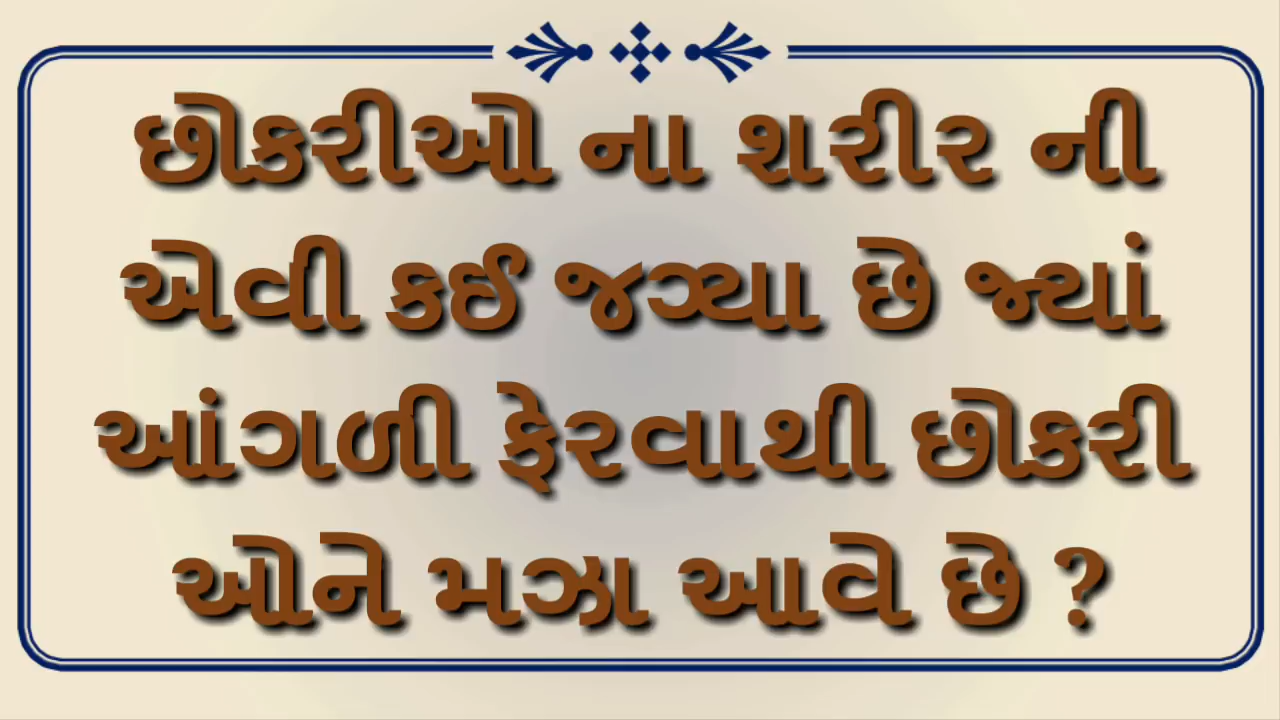 છોકરીઓ ના શરીર ની
એવી કઈ જગ્યા છે જ્યાં
આંગળી ફેરવાથી છોકરી
ઓને મઝા આવે છે ?